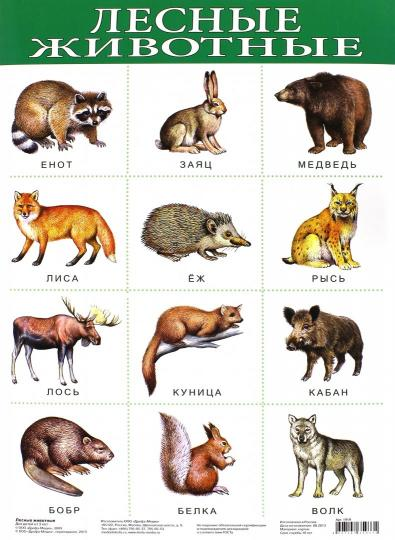 ЛЕСНЫЕ
ЖИВОТНЫЕ
ЕНОТ
ЗАЯЦ
МЕДВЕДЬ
ЛИСА
ЁЖ
РЫСЬ
ЛОСЬ
КУНИЦА
КАБАН
БОБР
БЕЛКА
ВОЛК
Лесные животные